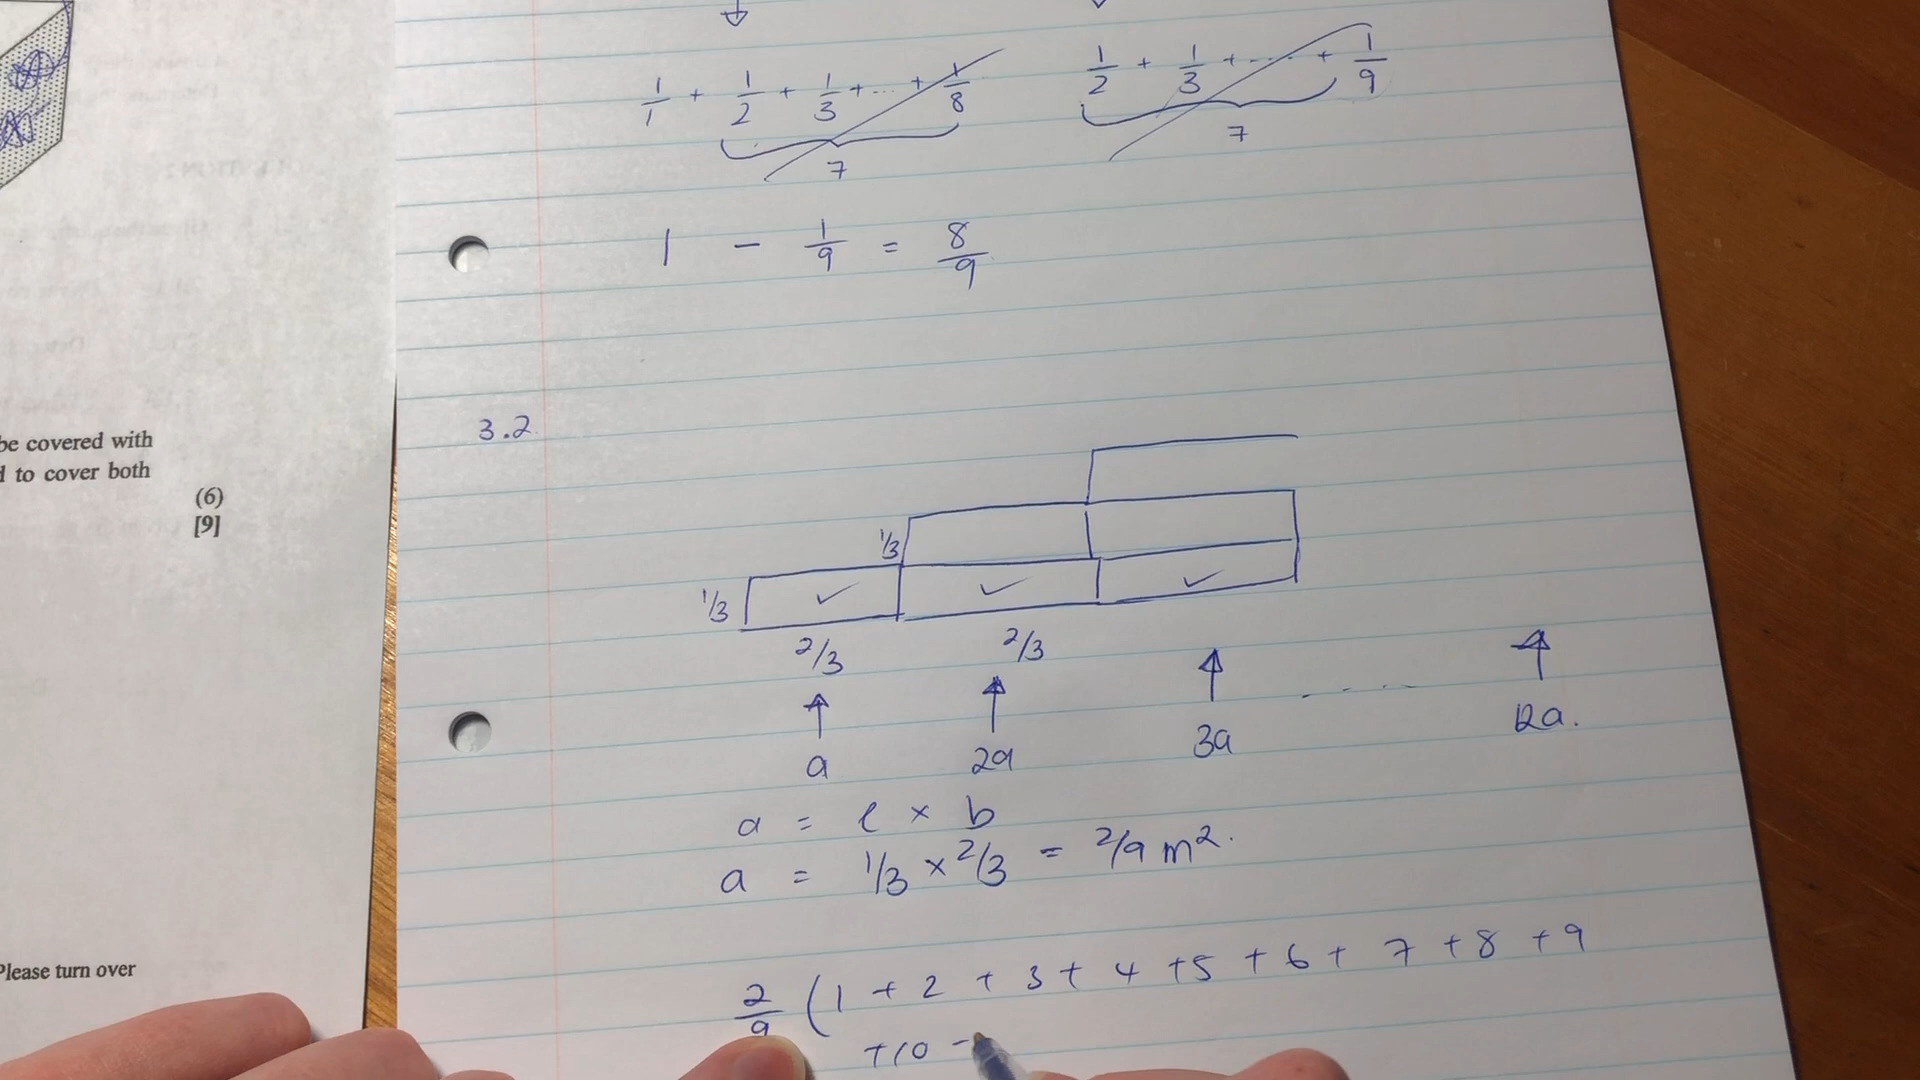 be covered with
to cover both
(6)
[9]
Please turn over
1/1 + 1/2 + 1/3 + ... + 1/8
7
1/2 + 1/3 + .... + 1/9
7
1 - 1/9 = 8/9
3.2
1/3
1/3
2/3 2/3
a 2a 3a - - - - 12a.
a = l × b
a = 1/3 × 2/3 = 2/9 m².
2/9 (1 + 2 + 3 + 4 + 5 + 6 + 7 + 8 + 9
+10